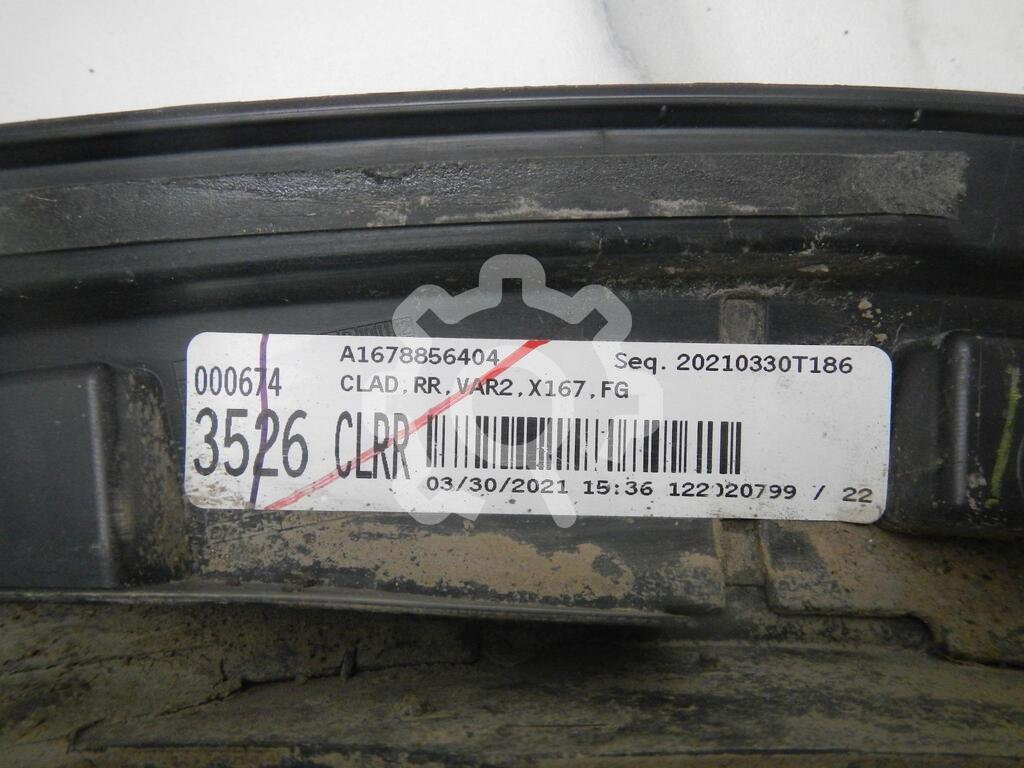 A1678856404 Seq. 20210330T186
000674 CLAD,RR,VAR2,X167,FG
3526 CLRR
03/30/2021 15:36 122020799 / 22